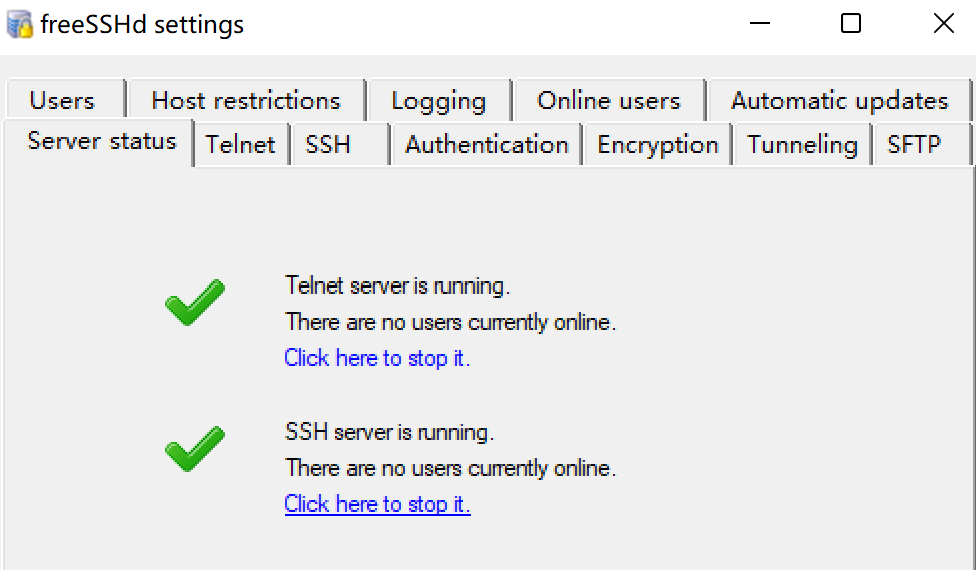 freeSSHd settings
Users Host restrictions Logging Online users Automatic updates
Server status Telnet SSH Authentication Encryption Tunneling SFTP
Telnet server is running.
There are no users currently online.
Click here to stop it.
SSH server is running.
There are no users currently online.
Click here to stop it.